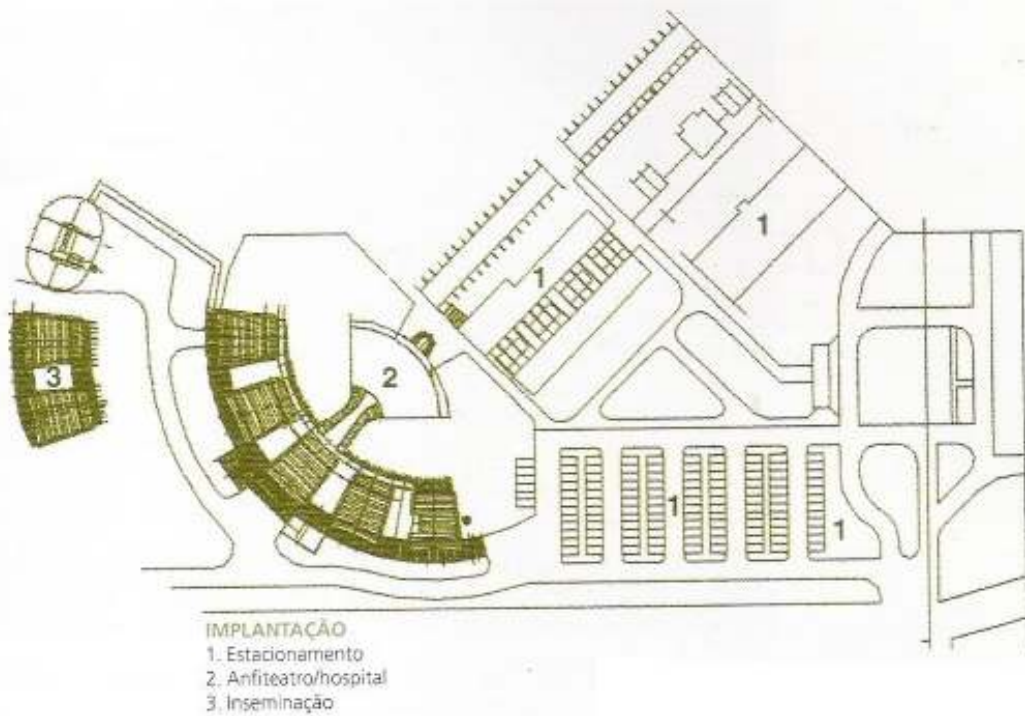 3
2
1
1
1
1
IMPLANTAÇÃO
1. Estacionamento
2. Anfiteatro/hospital
3. Inseminação